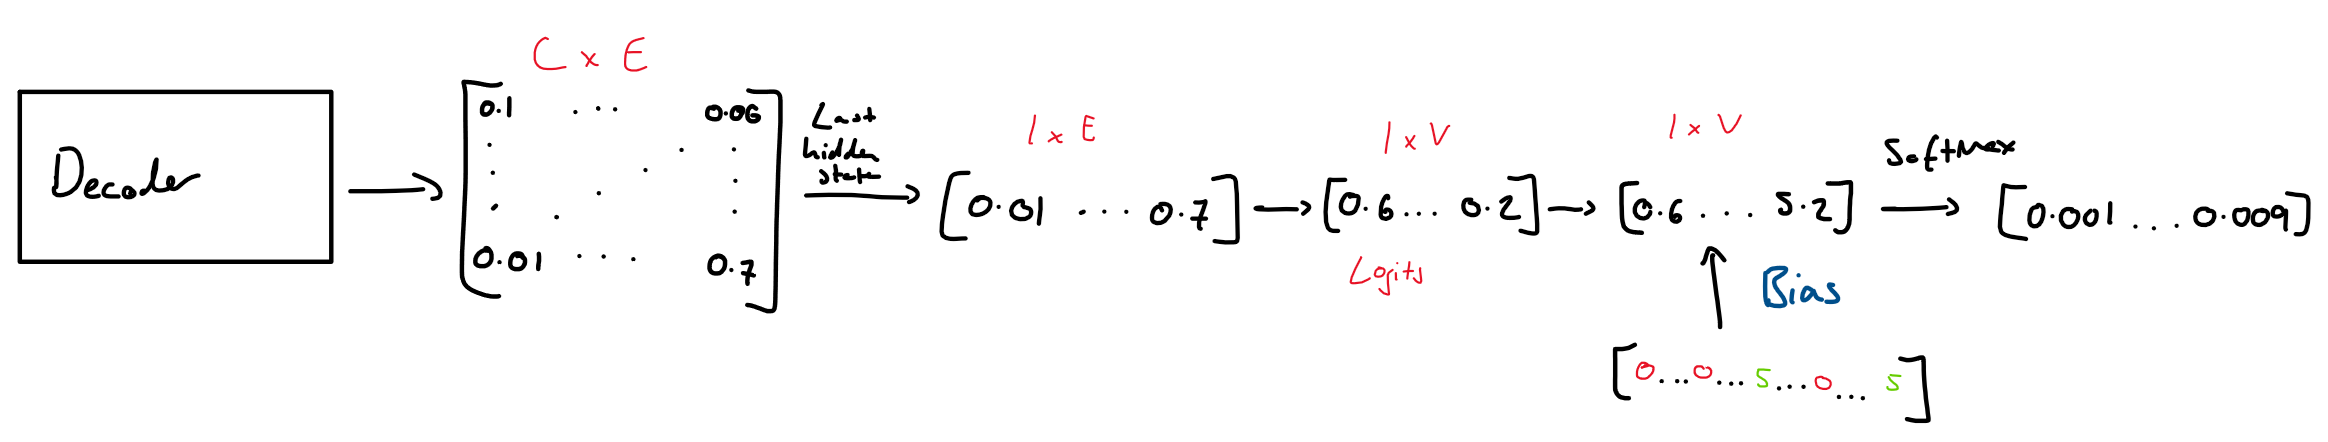 C x E
Decoder
0.1 ... 0.06
0.01 ... 0.7
Last
hidden
state
1 x E
[0.01 ... 0.7]
1 x V
[0.6... 0.2]
Logits
1 x V
[0.6 ... 5.2]
Bias
[0...0...5...0...5]
Softmax
[0.001 ... 0.009]